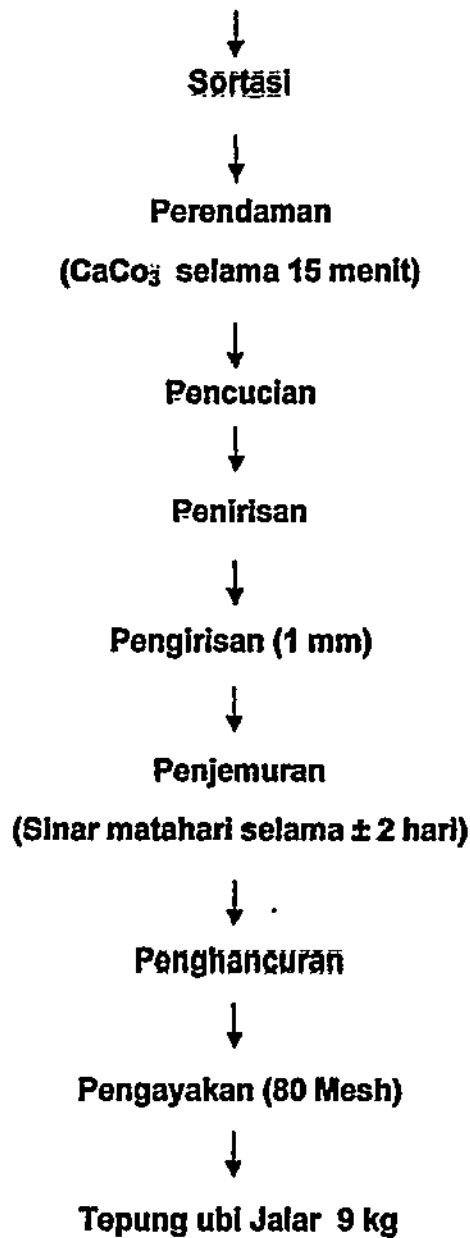 Sortasi
Perendaman
(CaCo3 selama 15 menit)
Pencucian
Penirisan
Pengirisan (1 mm)
Penjemuran
(Sinar matahari selama ± 2 hari)
Penghancuran
Pengayakan (80 Mesh)
Tepung ubi Jalar 9 kg